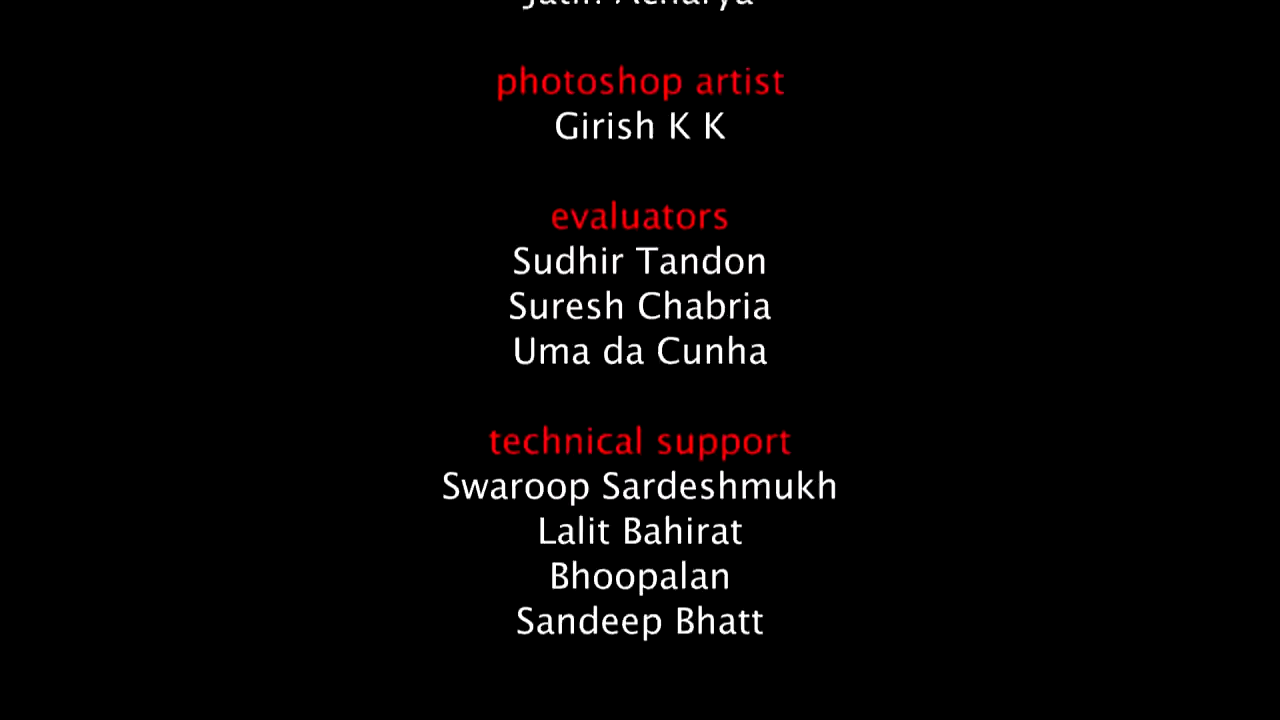 photoshop artist
Girish K K
evaluators
Sudhir Tandon
Suresh Chabria
Uma da Cunha
technical support
Swaroop Sardeshmukh
Lalit Bahirat
Bhoopalan
Sandeep Bhatt